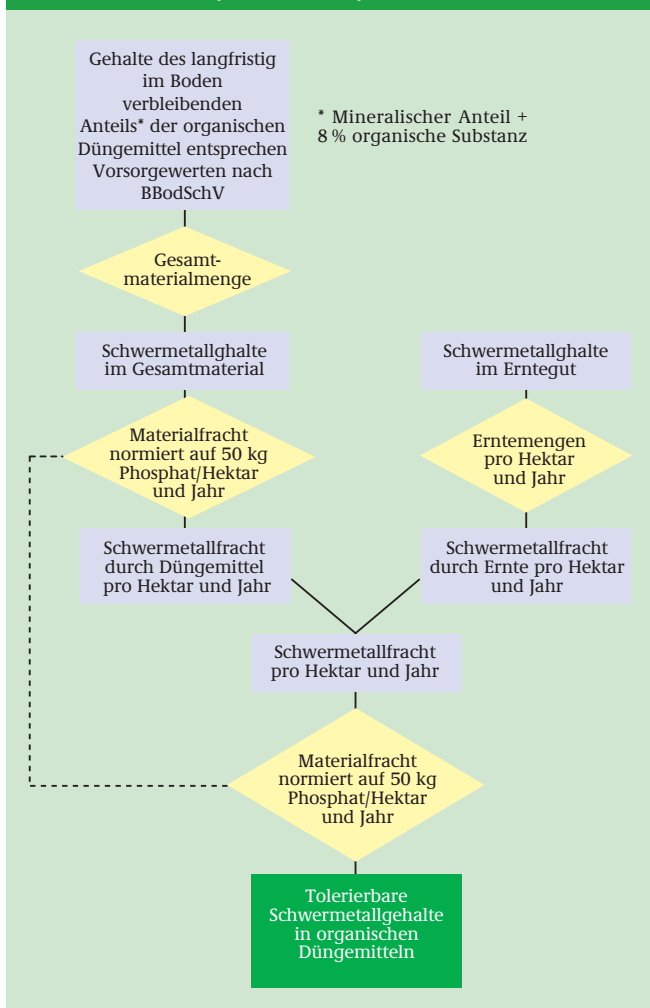 Gehalte des langfristig
im Boden
verbleibenden
Anteils* der organischen
Düngemittel entsprechen
Vorsorgewerten nach
BBodSchV
* Mineralischer Anteil +
8 % organische Substanz
Gesamt-
materialmenge
Schwermetallghalte
im Gesamtmaterial
Schwermetallghalte
im Erntegut
Materialfracht
normiert auf 50 kg
Phosphat/Hektar
und Jahr
Erntemengen
pro Hektar
und Jahr
Schwermetallfracht
durch Düngemittel
pro Hektar und Jahr
Schwermetallfracht
durch Ernte pro Hektar
und Jahr
Schwermetallfracht
pro Hektar und Jahr
Materialfracht
normiert auf 50 kg
Phosphat/Hektar
und Jahr
Tolerierbare
Schwermetallgehalte
in organischen
Düngemitteln